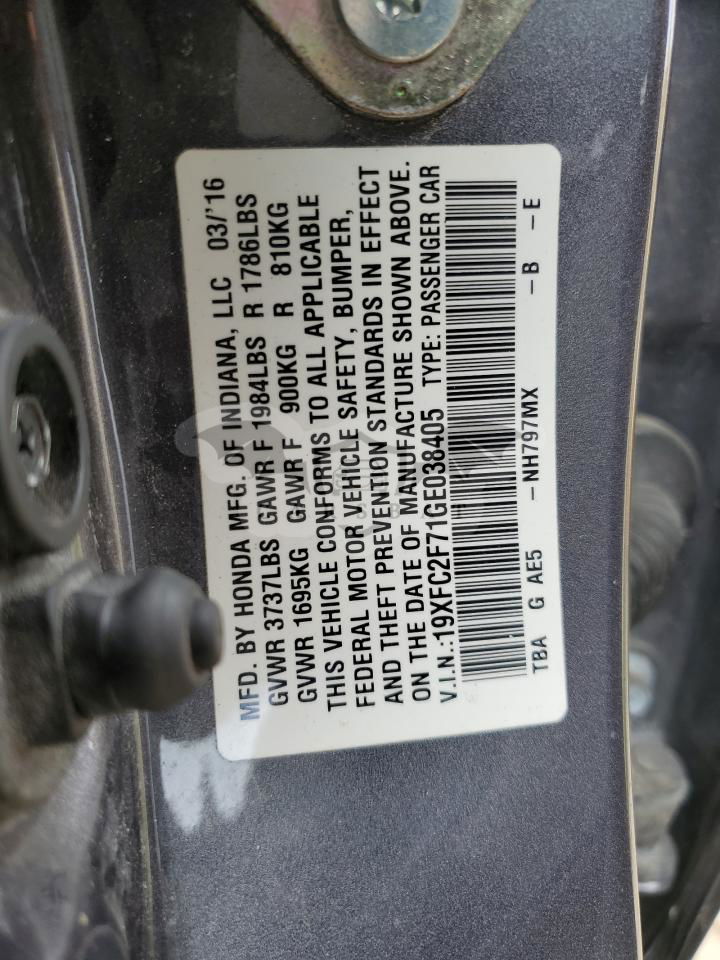 MFD. BY HONDA MFG. OF INDIANA, LLC 03/'16
GVWR 3737LBS GAWR F 1984LBS R 1786LBS
GVWR 1695KG GAWR F 900KG R 810KG
THIS VEHICLE CONFORMS TO ALL APPLICABLE
FEDERAL MOTOR VEHICLE SAFETY, BUMPER,
AND THEFT PREVENTION STANDARDS IN EFFECT
ON THE DATE OF MANUFACTURE SHOWN ABOVE.
V.I.N.:19XFC2F71GE038405 TYPE: PASSENGER CAR
TBA G AE5 -NH797MX -B -E